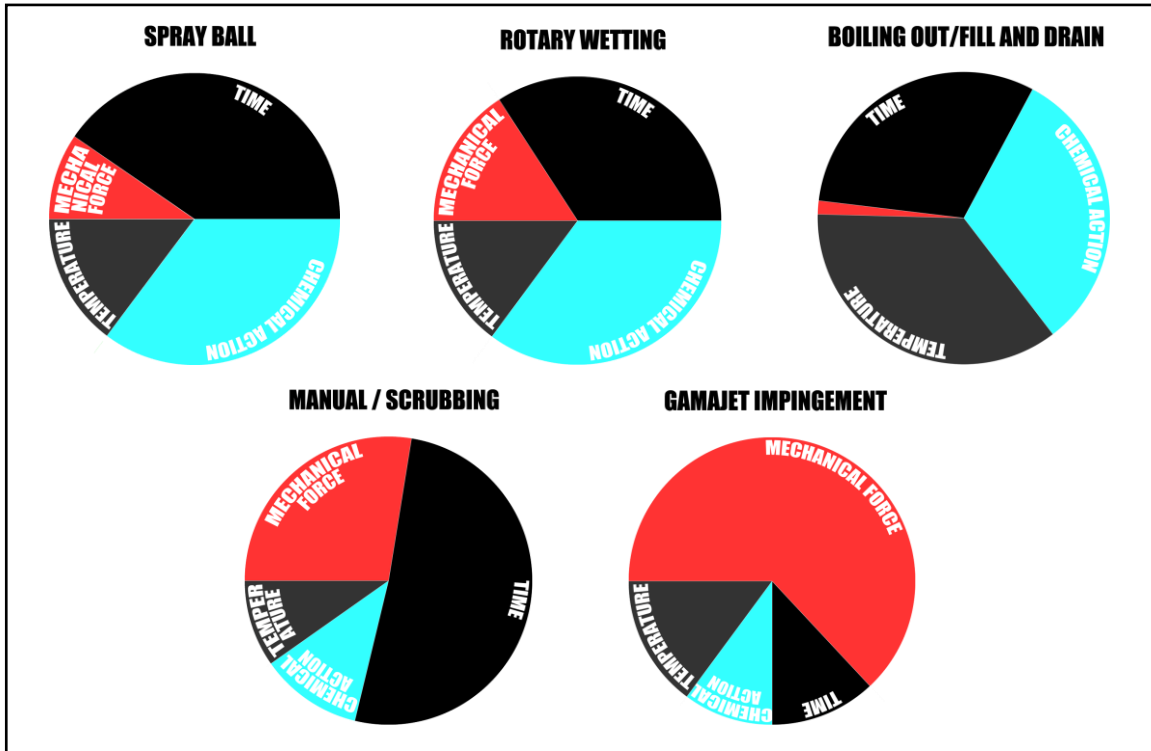 SPRAY BALL
ROTARY WETTING
BOILING OUT/FILL AND DRAIN
TIME
MECHA
NICAL
FORCE
TEMPERATURE
CHEMICAL ACTION
TIME
MECHANICAL
FORCE
TEMPERATURE
CHEMICAL ACTION
TIME
CHEMICAL ACTION
TEMPERATURE
MANUAL / SCRUBBING
GAMAJET IMPINGEMENT
MECHANICAL
FORCE
TIME
TEMPER
ATURE
CHEMICAL
ACTION
MECHANICAL FORCE
TEMPERATURE
CHEMICAL
ACTION
TIME